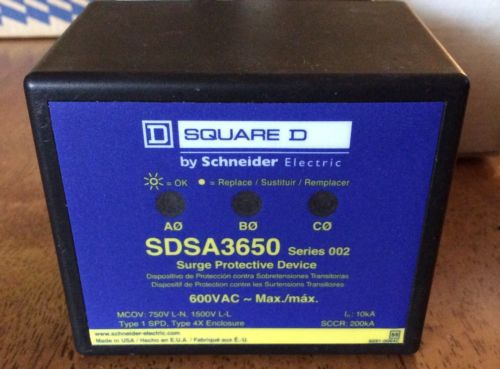 D SQUARE D
by Schneider Electric
= OK = Replace / Sustituir / Remplacer
AØ BØ CØ
SDSA3650 Series 002
Surge Protective Device
Dispositivo de Protección contra Sobretensiones Transitorias
Dispositif de Protection contre les Surtensions Transitoires
600VAC ~ Max./máx.
MCOV: 750V L-N, 1500V L-L Iₙ: 10kA
Type 1 SPD, Type 4X Enclosure SCCR: 200kA
www.schneider-electric.com
Made in USA / Hecho en E.U.A. / Fabriqué aux É.U.